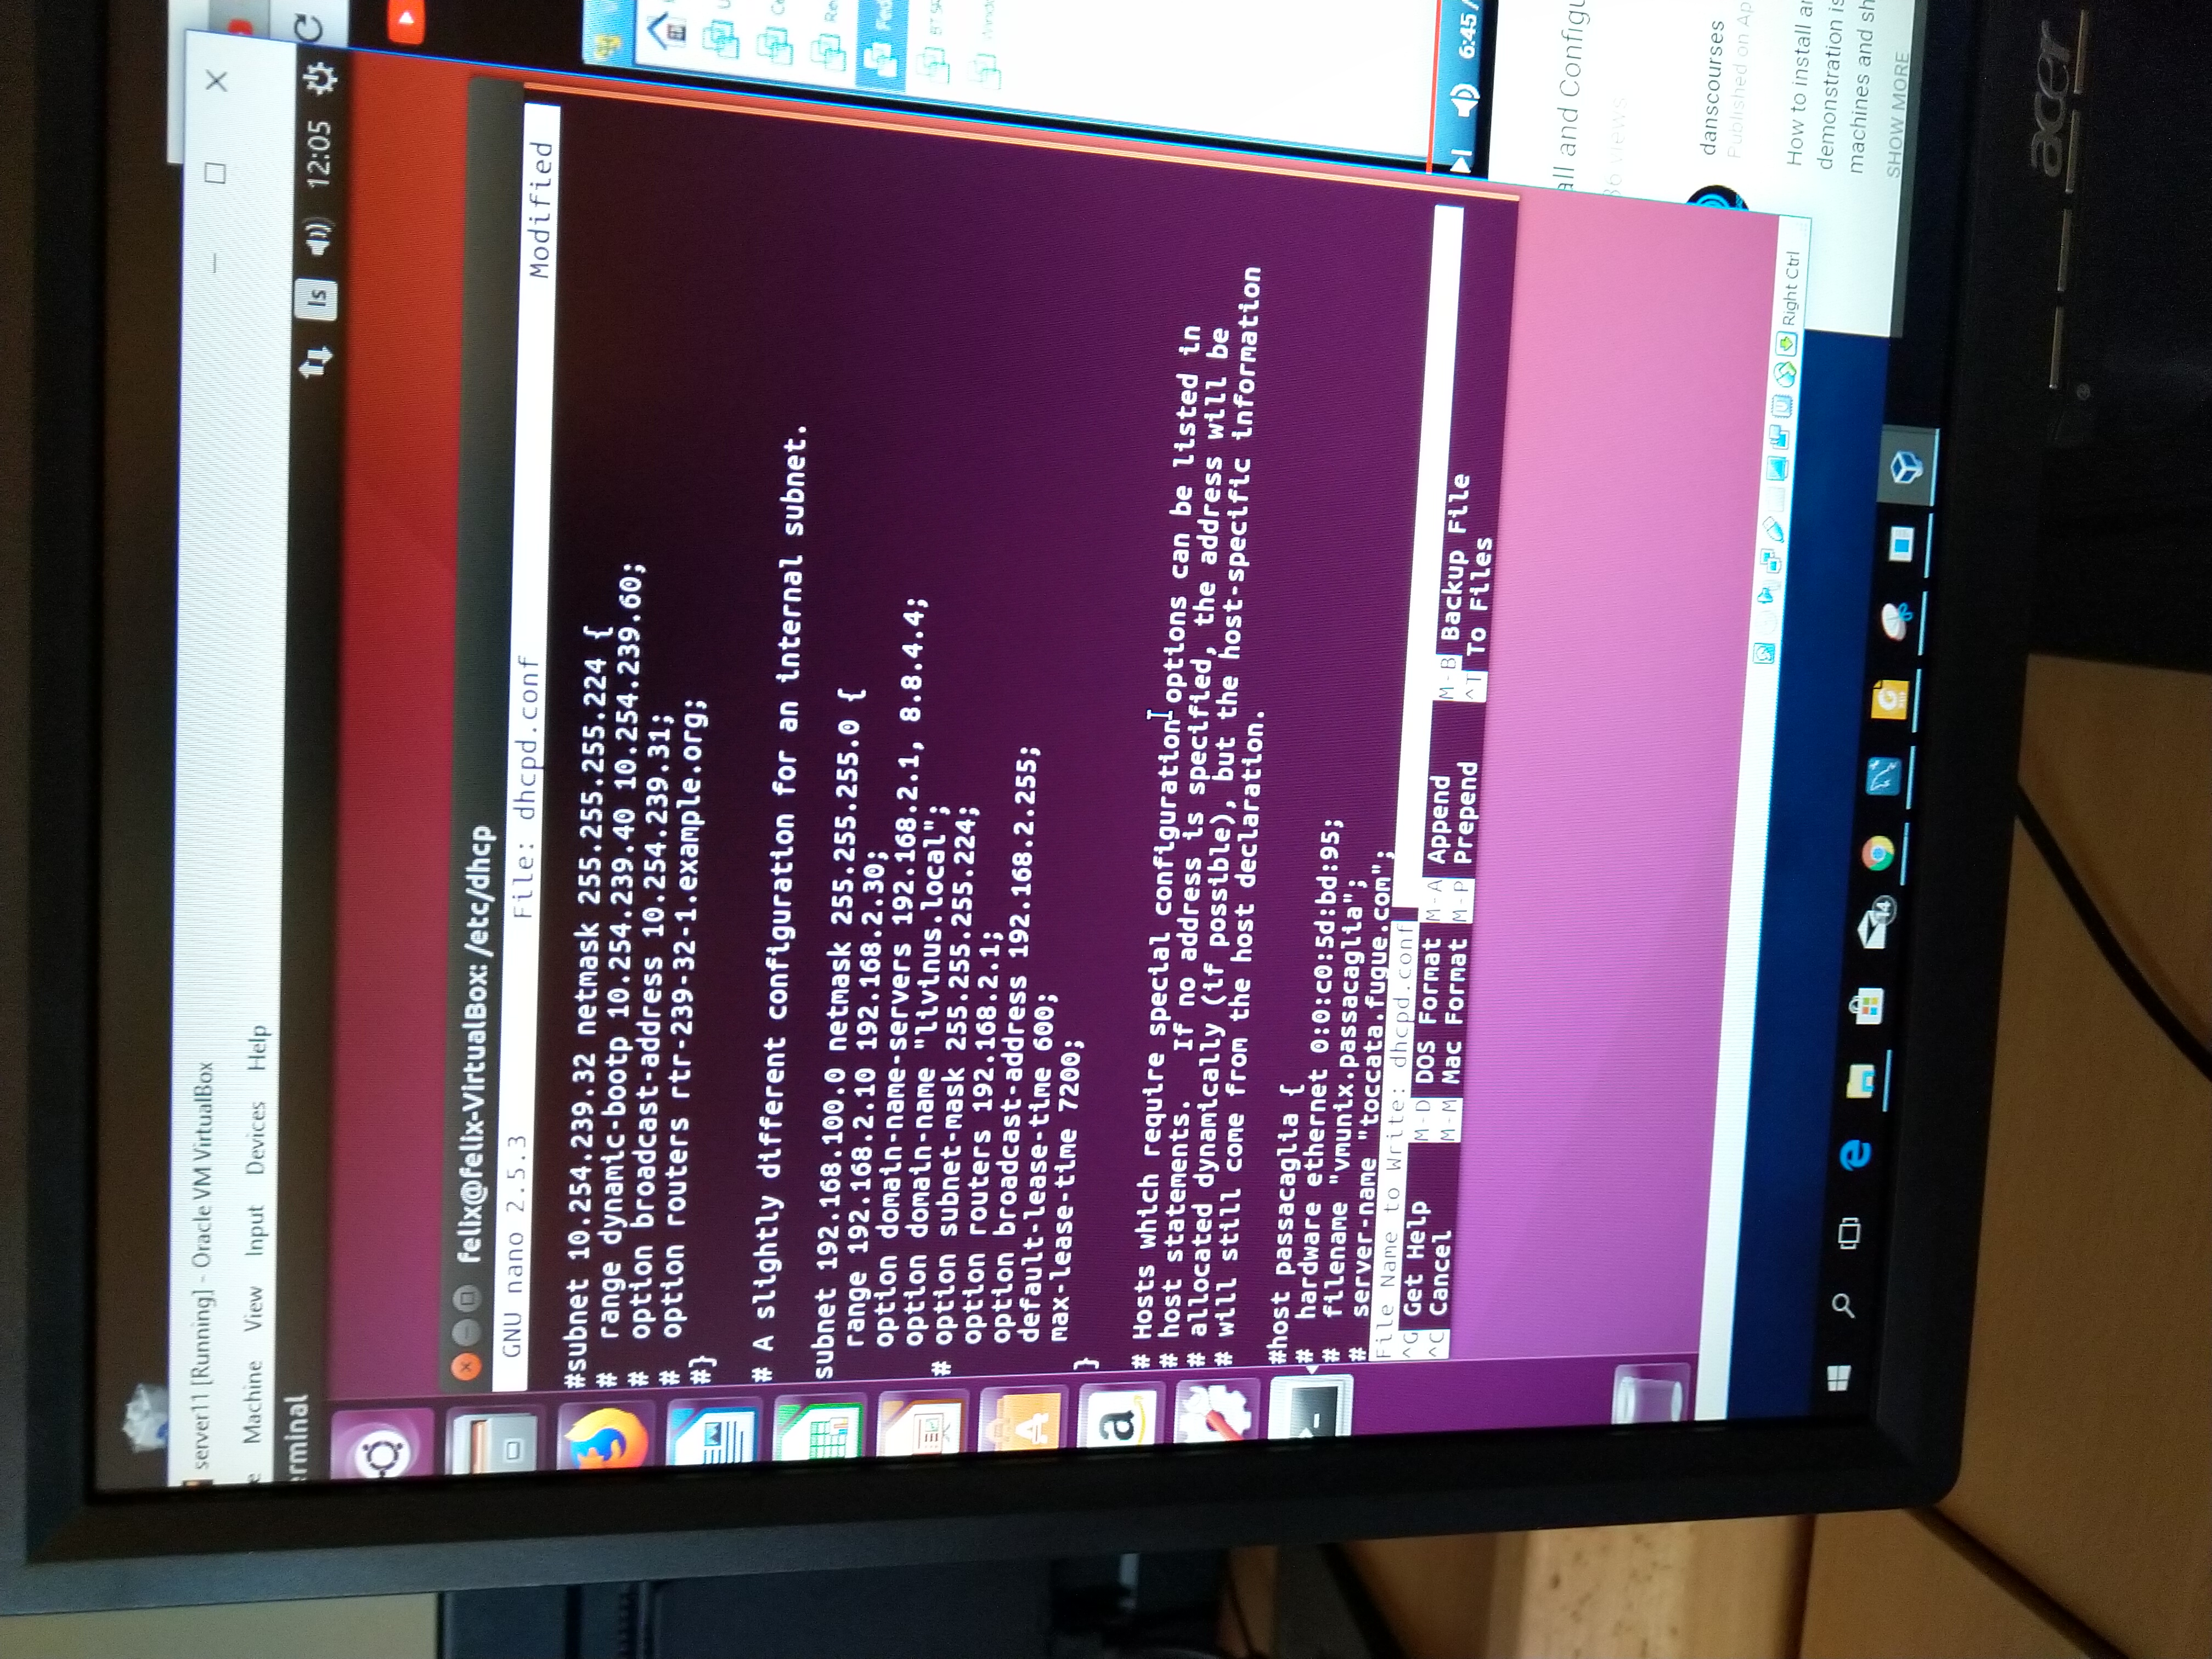 server11 [Running] - Oracle VM VirtualBox
Machine View Input Devices Help
erminal
Is
12:05
felix@felix-VirtualBox: /etc/dhcp
GNU nano 2.5.3 File: dhcpd.conf Modified
#subnet 10.254.239.32 netmask 255.255.255.224 {
# range dynamic-bootp 10.254.239.40 10.254.239.60;
# option broadcast-address 10.254.239.31;
# option routers rtr-239-32-1.example.org;
#}
# A slightly different configuration for an internal subnet.
subnet 192.168.100.0 netmask 255.255.255.0 {
range 192.168.2.10 192.168.2.30;
option domain-name-servers 192.168.2.1, 8.8.4.4;
option domain-name "livinus.local";
# option subnet-mask 255.255.255.224;
option routers 192.168.2.1;
option broadcast-address 192.168.2.255;
default-lease-time 600;
max-lease-time 7200;
}
# Hosts which require special configuration options can be listed in
# host statements. If no address is specified, the address will be
# allocated dynamically (if possible), but the host-specific information
# will still come from the host declaration.
#host passacaglia {
# hardware ethernet 0:0:c0:5d:bd:95;
# filename "vmunix.passacaglia";
# server-name "toccata.fugue.com";
File Name to Write: dhcpd.conf
^G Get Help M-D DOS Format M-A Append M-B Backup File
^C Cancel M-M Mac Format M-P Prepend ^T To Files
6:45 /
all and Configu
86 views
danscourses
Published on Ap
How to install a
demonstration is
machines and sh
SHOW MORE
Right Ctrl
14
acer